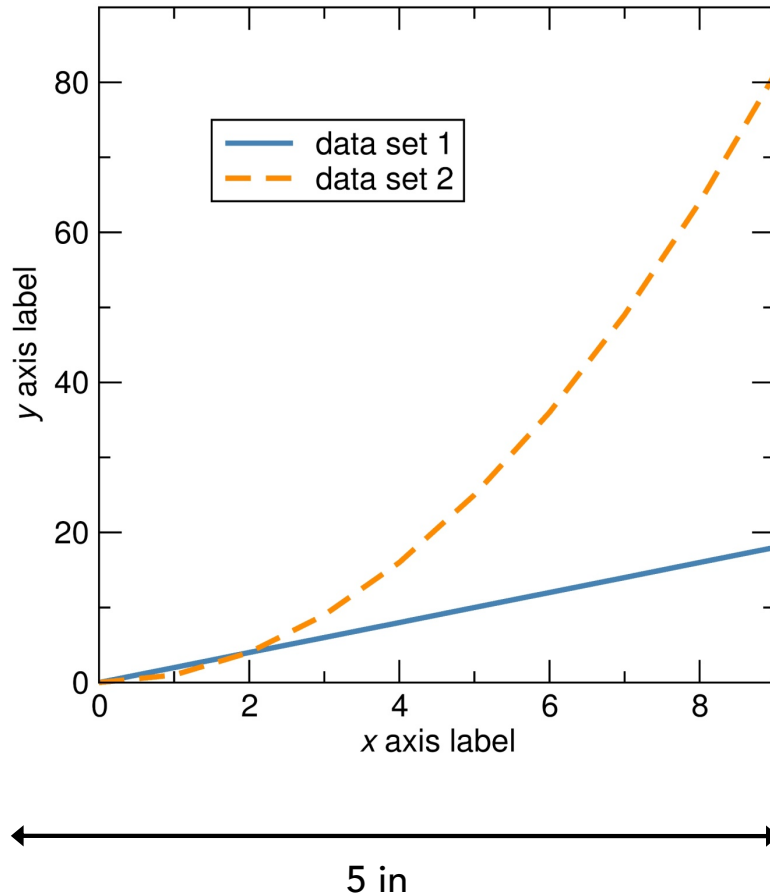 80
data set 1
data set 2
60
y axis label
40
20
0
0 2 4 6 8
x axis label
5 in